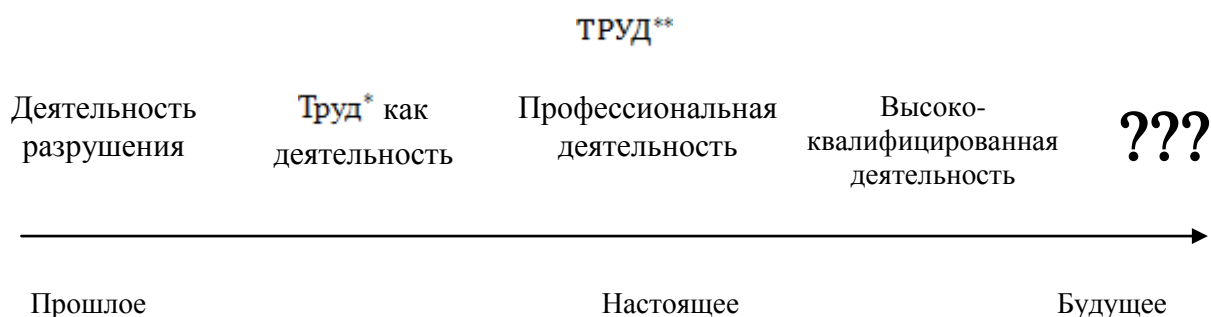 ТРУД**
Деятельность
разрушения
Труд* как
деятельность
Профессиональная
деятельность
Высоко-
квалифицированная
деятельность
???
Прошлое
Настоящее
Будущее